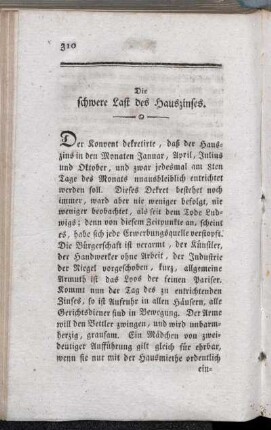 310
Die
schwere Last des Hauszinses.
Der Konvent dekretirte, daß der Haus-
zins in den Monaten Januar, April, Julius
und Oktober, und zwar jedesmal am 8ten
Tage des Monats unausbleiblich entrichtet
werden soll. Dieses Dekret bestehet noch
immer, ward aber nie weniger befolgt, nie
weniger beobachtet, als seit dem Tode Lud-
wigs; denn von diesem Zeitpunkte an, scheint
es, habe sich jede Erwerbungsquelle verstopft.
Die Bürgerschaft ist verarmt, der Künstler,
der Handwerker ohne Arbeit, der Industrie
der Riegel vorgeschoben, kurz, allgemeine
Armuth ist das Loos der feinen Pariser.
Kommt nun der Tag des zu entrichtenden
Zinses, so ist Aufruhr in allen Häusern, alle
Gerichtsdiener sind in Bewegung. Der Arme
will den Bettler zwingen, und wird unbarm-
herzig, grausam. Ein Mädchen von zwei-
deutiger Aufführung gilt gleich für ehrbar,
wenn sie nur mit der Hausmiethe ordentlich
ein-